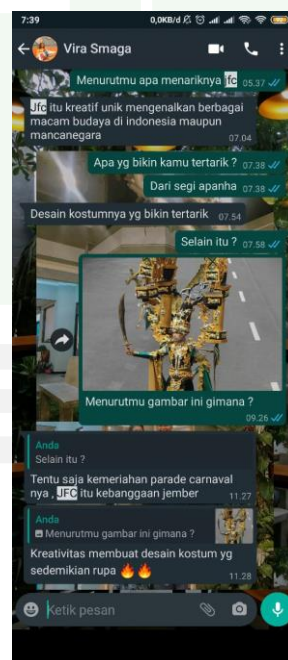 7:39
0,0KB/d
Vira Smaga
Menurutmu apa menariknya jfc 05.37
Jfc itu kreatif unik mengenalkan berbagai
macam budaya di indonesia maupun
mancanegara
07.04
Apa yg bikin kamu tertarik ? 07.38
Dari segi apanha 07.38
Desain kostumnya yg bikin tertarik 07.54
Selain itu ? 07.58
Menurutmu gambar ini gimana ?
09.26
Anda
Selain itu ?
Tentu saja kemeriahan parade carnaval
nya , JFC itu kebanggaan jember 11.27
Anda
Menurutmu gambar ini gimana ?
Kreativitas membuat desain kostum yg
sedemikian rupa 🔥🔥 11.28
Ketik pesan